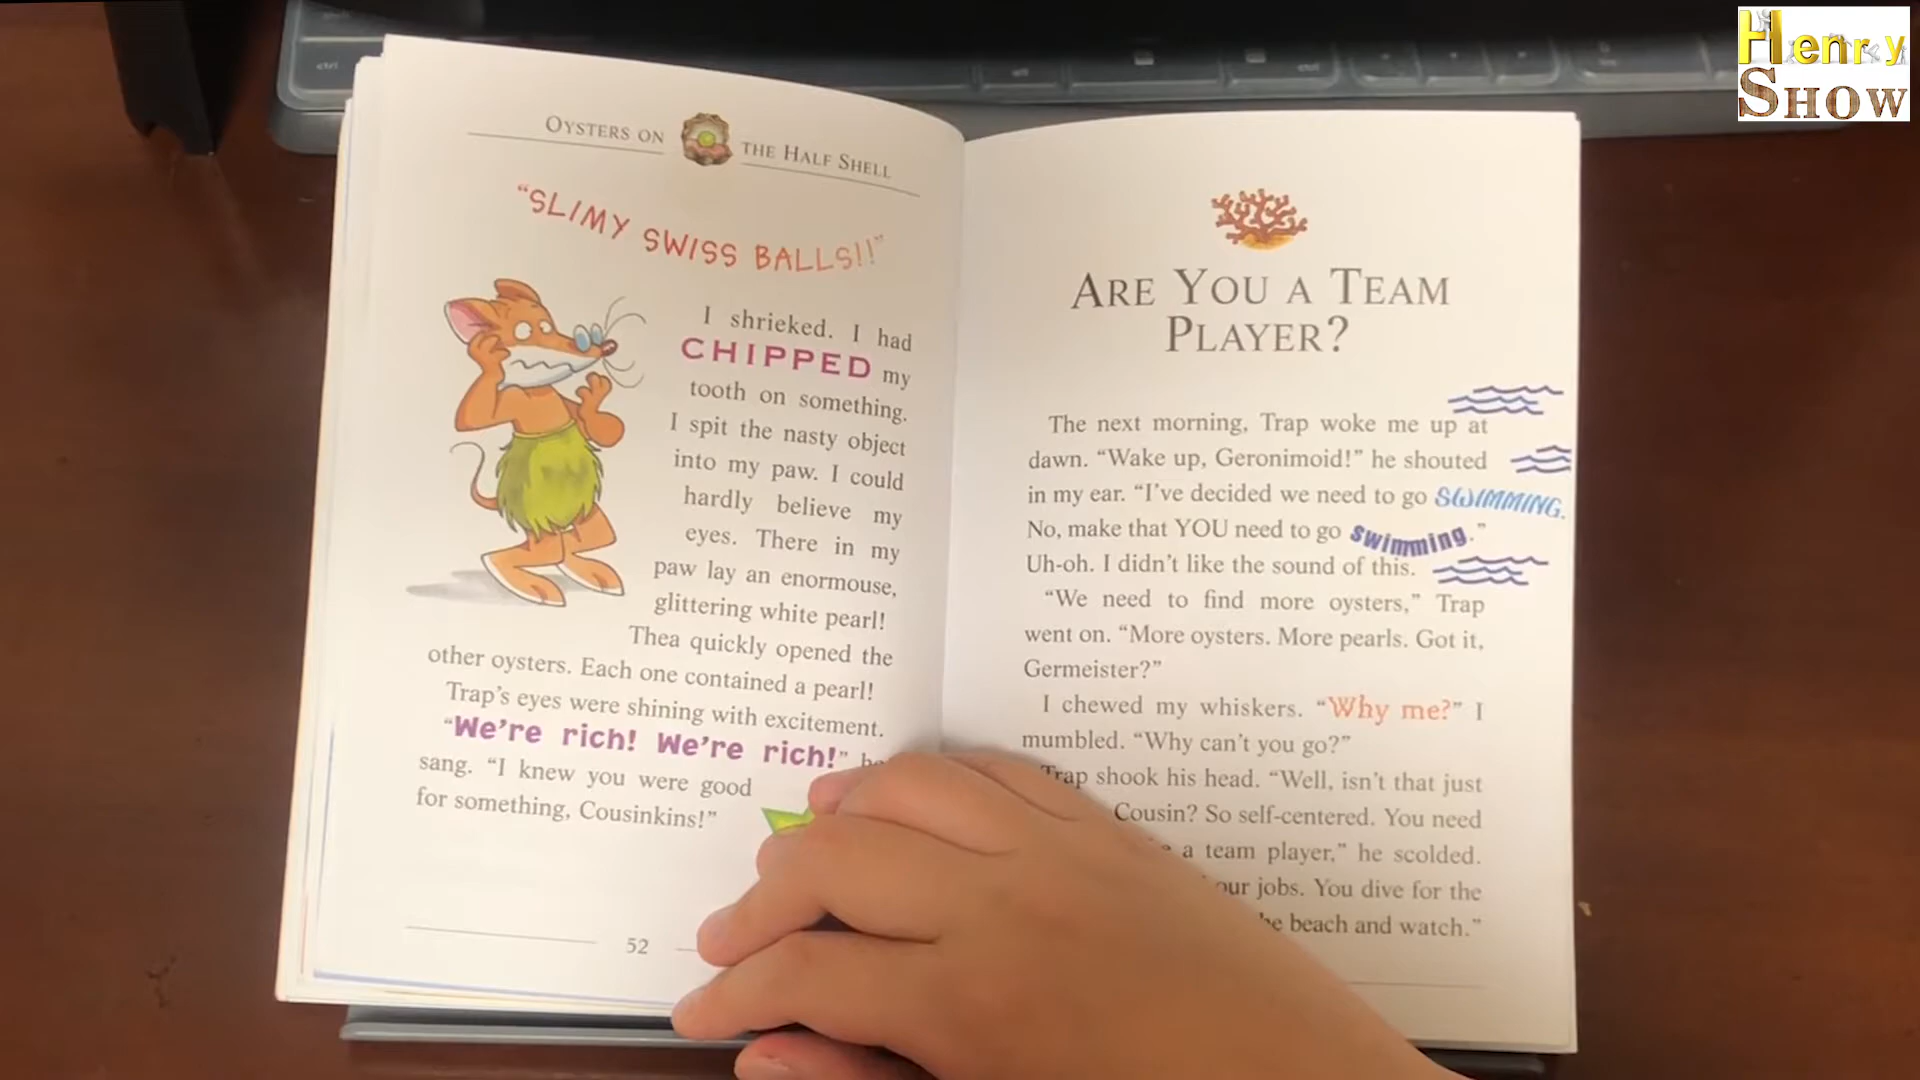 Henry
SHOW
ctrl
OYSTERS ON THE HALF SHELL
"SLIMY SWISS BALLS!!"
I shrieked. I had
CHIPPED my
tooth on something.
I spit the nasty object
into my paw. I could
hardly believe my
eyes. There in my
paw lay an enormouse,
glittering white pearl!
Thea quickly opened the
other oysters. Each one contained a pearl!
Trap's eyes were shining with excitement.
"We're rich! We're rich!" he
sang. "I knew you were good
for something, Cousinkins!"
52
ARE YOU A TEAM
PLAYER?
The next morning, Trap woke me up at
dawn. "Wake up, Geronimoid!" he shouted
in my ear. "I've decided we need to go SWIMMING.
No, make that YOU need to go swimming."
Uh-oh. I didn't like the sound of this.
"We need to find more oysters," Trap
went on. "More oysters. More pearls. Got it,
Germeister?"
I chewed my whiskers. "Why me?" I
mumbled. "Why can't you go?"
Trap shook his head. "Well, isn't that just
Cousin? So self-centered. You need
a team player," he scolded.
our jobs. You dive for the
beach and watch."